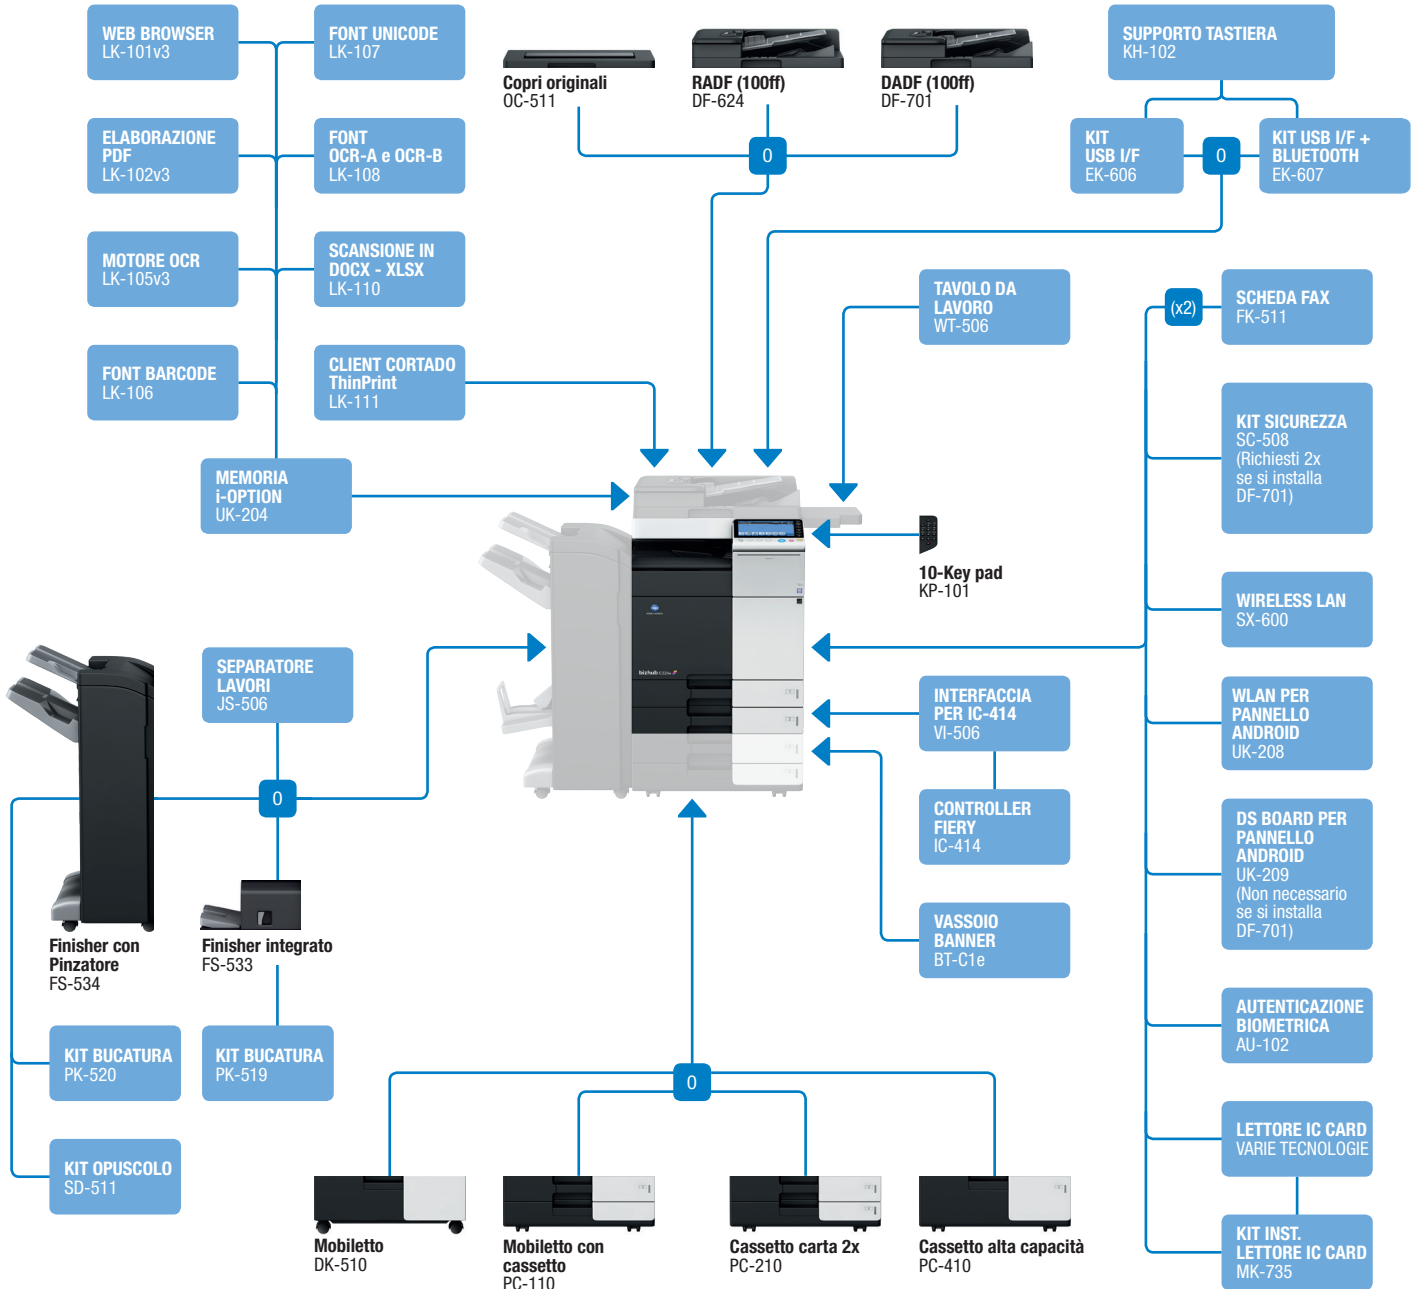 WEB BROWSER
LK-101v3
FONT UNICODE
LK-107
ELABORAZIONE
PDF
LK-102v3
FONT
OCR-A e OCR-B
LK-108
MOTORE OCR
LK-105v3
SCANSIONE IN
DOCX - XLSX
LK-110
FONT BARCODE
LK-106
CLIENT CORTADO
ThinPrint
LK-111
MEMORIA
i-OPTION
UK-204
Copri originali
OC-511
RADF (100ff)
DF-624
DADF (100ff)
DF-701
O
SUPPORTO TASTIERA
KH-102
KIT
USB I/F
EK-606
O
KIT USB I/F +
BLUETOOTH
EK-607
TAVOLO DA
LAVORO
WT-506
(x2)
SCHEDA FAX
FK-511
KIT SICUREZZA
SC-508
(Richiesti 2x
se si installa
DF-701)
10-Key pad
KP-101
WIRELESS LAN
SX-600
bizhub
SEPARATORE
LAVORI
JS-506
O
INTERFACCIA
PER IC-414
VI-506
WLAN PER
PANNELLO
ANDROID
UK-208
CONTROLLER
FIERY
IC-414
DS BOARD PER
PANNELLO
ANDROID
UK-209
(Non necessario
se si installa
DF-701)
Finisher con
Pinzatore
FS-534
Finisher integrato
FS-533
VASSOIO
BANNER
BT-C1e
AUTENTICAZIONE
BIOMETRICA
AU-102
KIT BUCATURA
PK-520
KIT BUCATURA
PK-519
O
KIT OPUSCOLO
SD-511
LETTORE IC CARD
VARIE TECNOLOGIE
Mobiletto
DK-510
Mobiletto con
cassetto
PC-110
Cassetto carta 2x
PC-210
Cassetto alta capacità
PC-410
KIT INST.
LETTORE IC CARD
MK-735